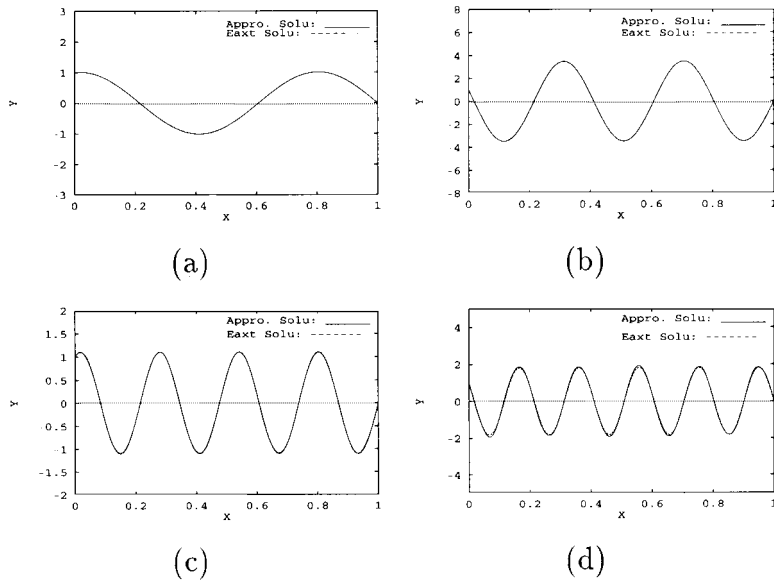 3
2
1
0
-1
-2
3
Y
Appro. Solu:
Eaxt Solu:
0 0.2 0.4 0.6 0.8 1
X
(a)
8
6
4
2
0
-2
-4
-6
-8
Y
Appro. Solu:
Eaxt Solu:
0 0.2 0.4 0.6 0.8 1
X
(b)
2
1.5
1
0.5
0
-0.5
-1
-1.5
-2
Y
Appro. Solu:
Eaxt Solu:
0 0.2 0.4 0.6 0.8 1
X
(c)
4
2
0
-2
-4
Y
Appro. Solu:
Eaxt Solu:
0 0.2 0.4 0.6 0.8 1
X
(d)